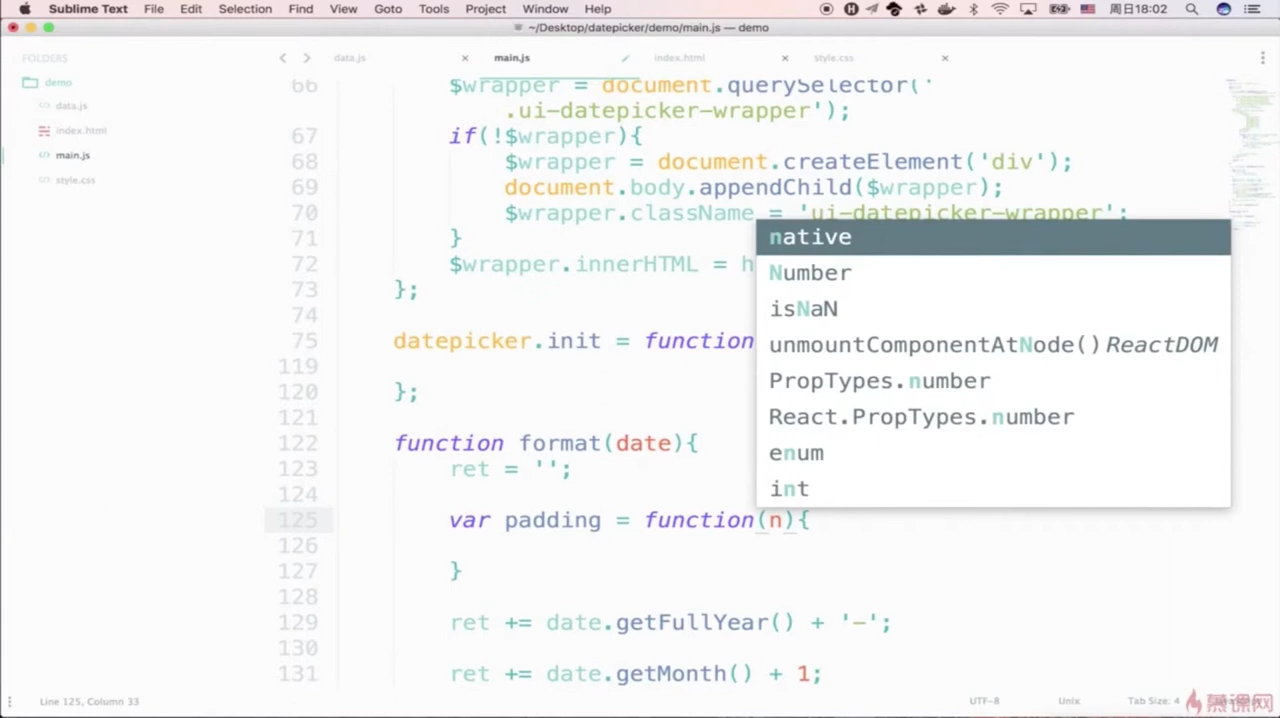 Sublime Text File Edit Selection Find View Goto Tools Project Window Help 周日18:02
~/Desktop/datepicker/demo/main.js — demo
FOLDERS
demo
data.js
index.html
main.js
style.css
data.js main.js index.html style.css
66 $wrapper = document.querySelector('
.ui-datepicker-wrapper');
67 if(!$wrapper){
68 $wrapper = document.createElement('div');
69 document.body.appendChild($wrapper);
70 $wrapper.className = 'ui-datepicker-wrapper';
71 }
72 $wrapper.innerHTML = h
73 };
74
75 datepicker.init = function
119
120 };
121
122 function format(date){
123 ret = '';
124
125 var padding = function(n){
126
127 }
128
129 ret += date.getFullYear() + '-';
130
131 ret += date.getMonth() + 1;
native
Number
isNaN
unmountComponentAtNode() ReactDOM
PropTypes.number
React.PropTypes.number
enum
int
Line 125, Column 33 UTF-8 Unix Tab Size: 4
慕课网